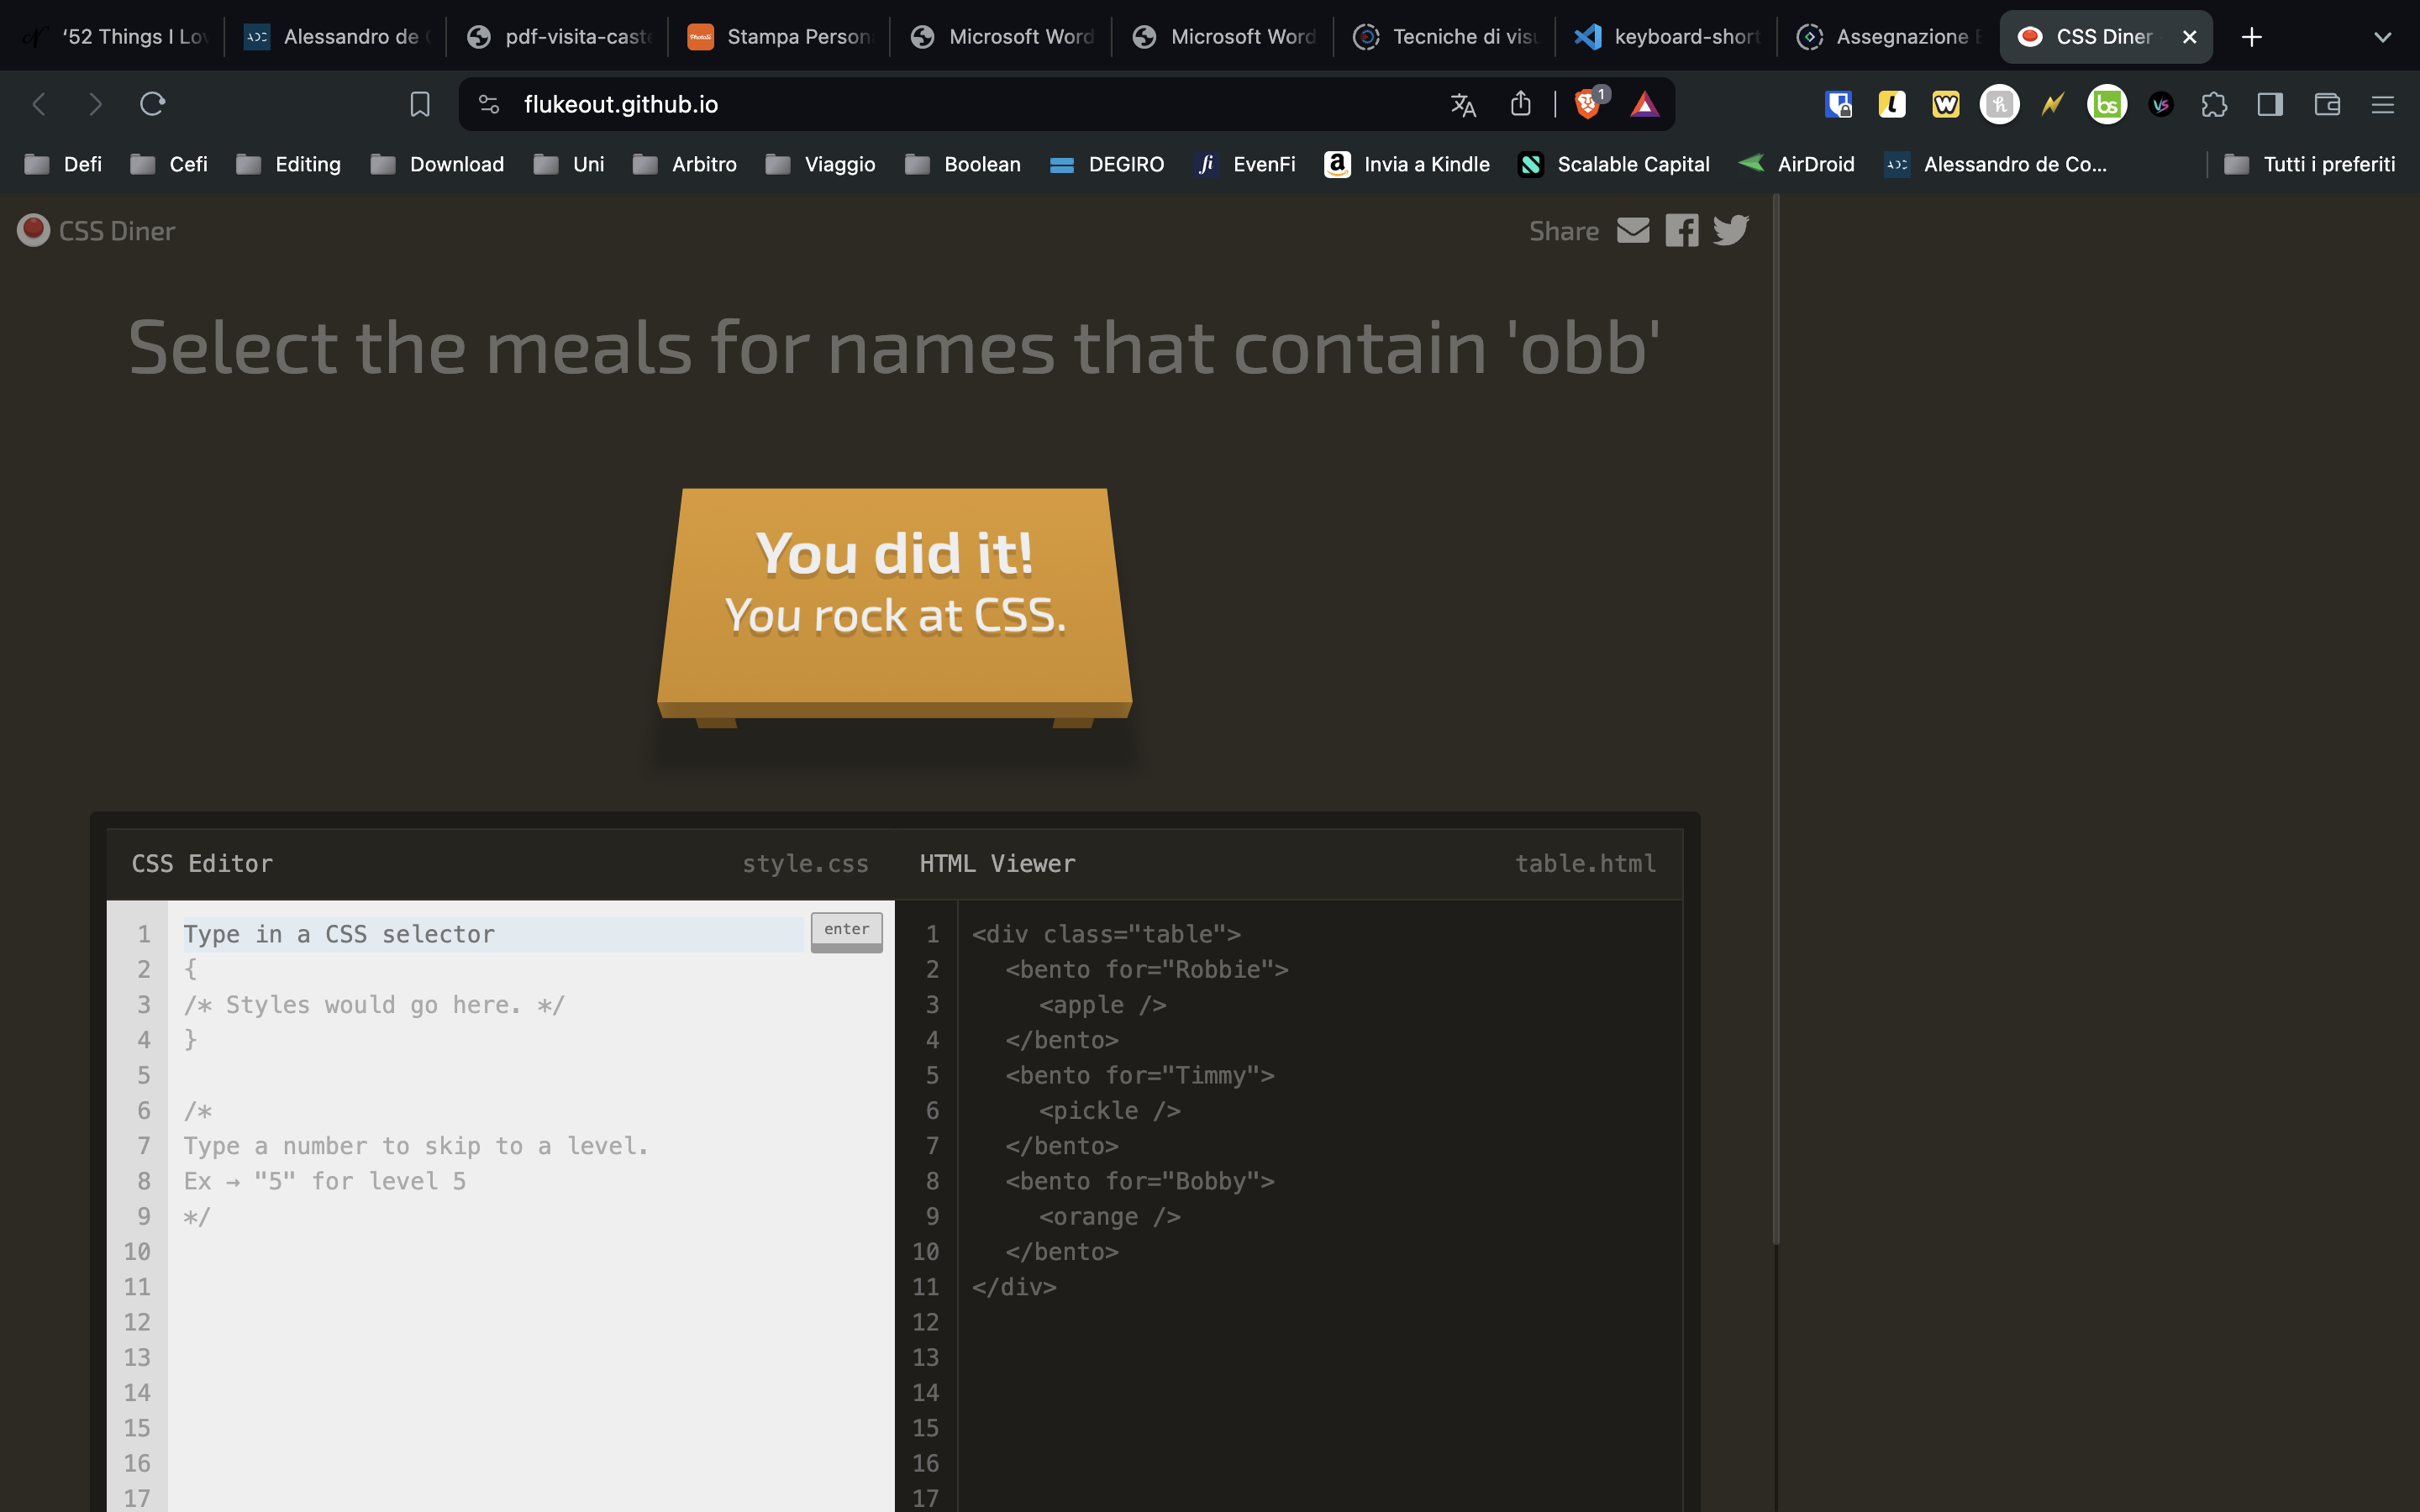 ‘52 Things I Lov
Alessandro de C
pdf-visita-caste
Stampa Person
Microsoft Word
Microsoft Word
Tecniche di visu
keyboard-short
Assegnazione E
CSS Diner
flukeout.github.io
1
Defi
Cefi
Editing
Download
Uni
Arbitro
Viaggio
Boolean
DEGIRO
EvenFi
Invia a Kindle
Scalable Capital
AirDroid
Alessandro de Co...
Tutti i preferiti
CSS Diner
Share
Select the meals for names that contain 'obb'
You did it!
You rock at CSS.
CSS Editor
style.css
1 Type in a CSS selector
enter
2 {
3 /* Styles would go here. */
4 }
5
6 /*
7 Type a number to skip to a level.
8 Ex → "5" for level 5
9 */
10
11
12
13
14
15
16
17
HTML Viewer
table.html
1 <div class="table">
2 <bento for="Robbie">
3 <apple />
4 </bento>
5 <bento for="Timmy">
6 <pickle />
7 </bento>
8 <bento for="Bobby">
9 <orange />
10 </bento>
11 </div>
12
13
14
15
16
17